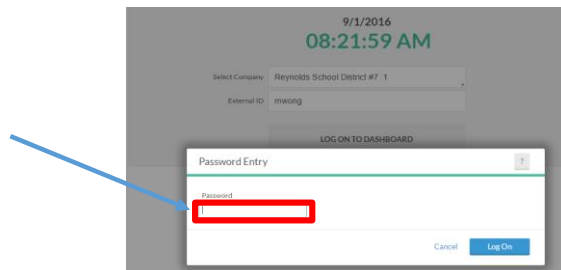 9/1/2016
08:21:59 AM
Select Company Reynolds School District #7 1
External ID mwong
LOG ON TO DASHBOARD
Password Entry ?
Password
Cancel Log On